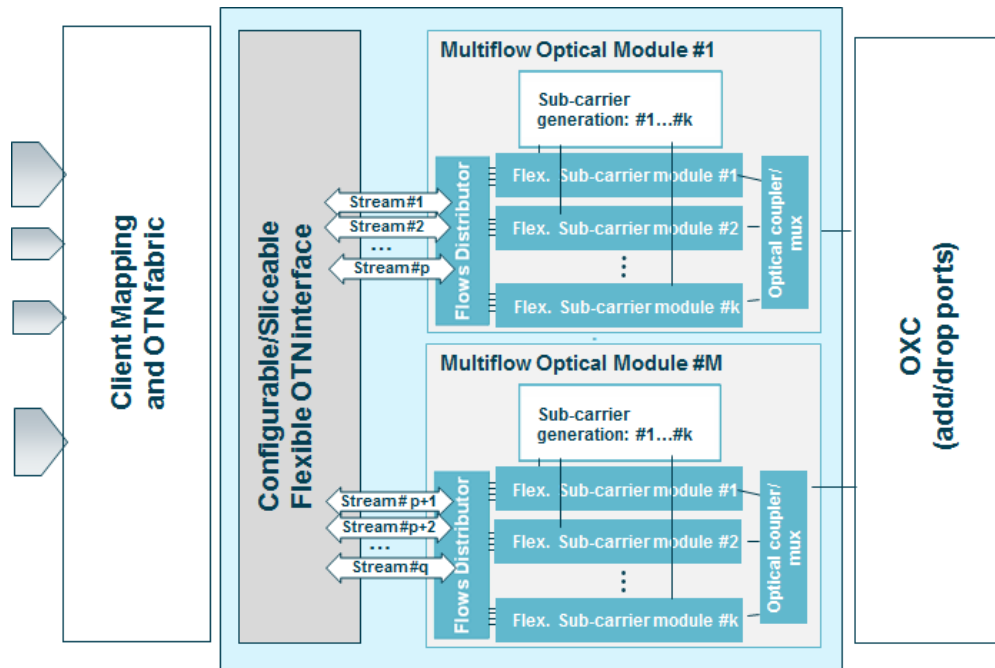 Client Mapping
and OTN fabric
Configurable/Sliceable
Flexible OTN interface
Multiflow Optical Module #1
Sub-carrier
generation: #1...#k
Flows Distributor
Stream #1
Stream #2
...
Stream #p
Flex. Sub-carrier module #1
Flex. Sub-carrier module #2
Flex. Sub-carrier module #k
Optical coupler/
mux
Multiflow Optical Module #M
Sub-carrier
generation: #1...#k
Flows Distributor
Stream # p+1
Stream #p+2
...
Stream #q
Flex. Sub-carrier module #1
Flex. Sub-carrier module #2
Flex. Sub-carrier module #k
Optical coupler/
mux
OXC
(add/drop ports)